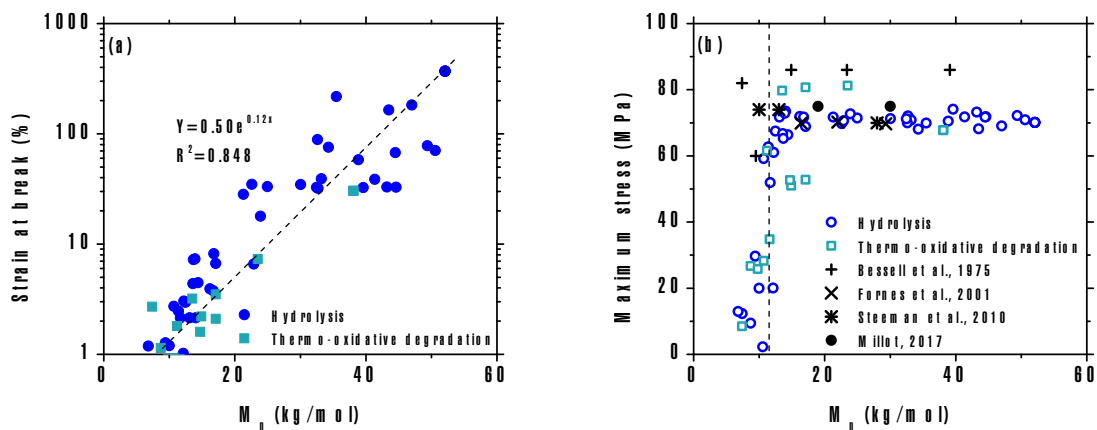 (a)
1000
100
10
1
Strain at break (%)
Y=0.50e^0.12x
R²=0.848
Hydrolysis
Thermo-oxidative degradation
0 20 40 60
Mn (kg/mol)
(b)
100
80
60
40
20
0
Maximum stress (MPa)
Hydrolysis
Thermo-oxidative degradation
Bessell et al., 1975
Fornes et al., 2001
Steeman et al., 2010
Millot, 2017
0 20 40 60
Mn (kg/mol)